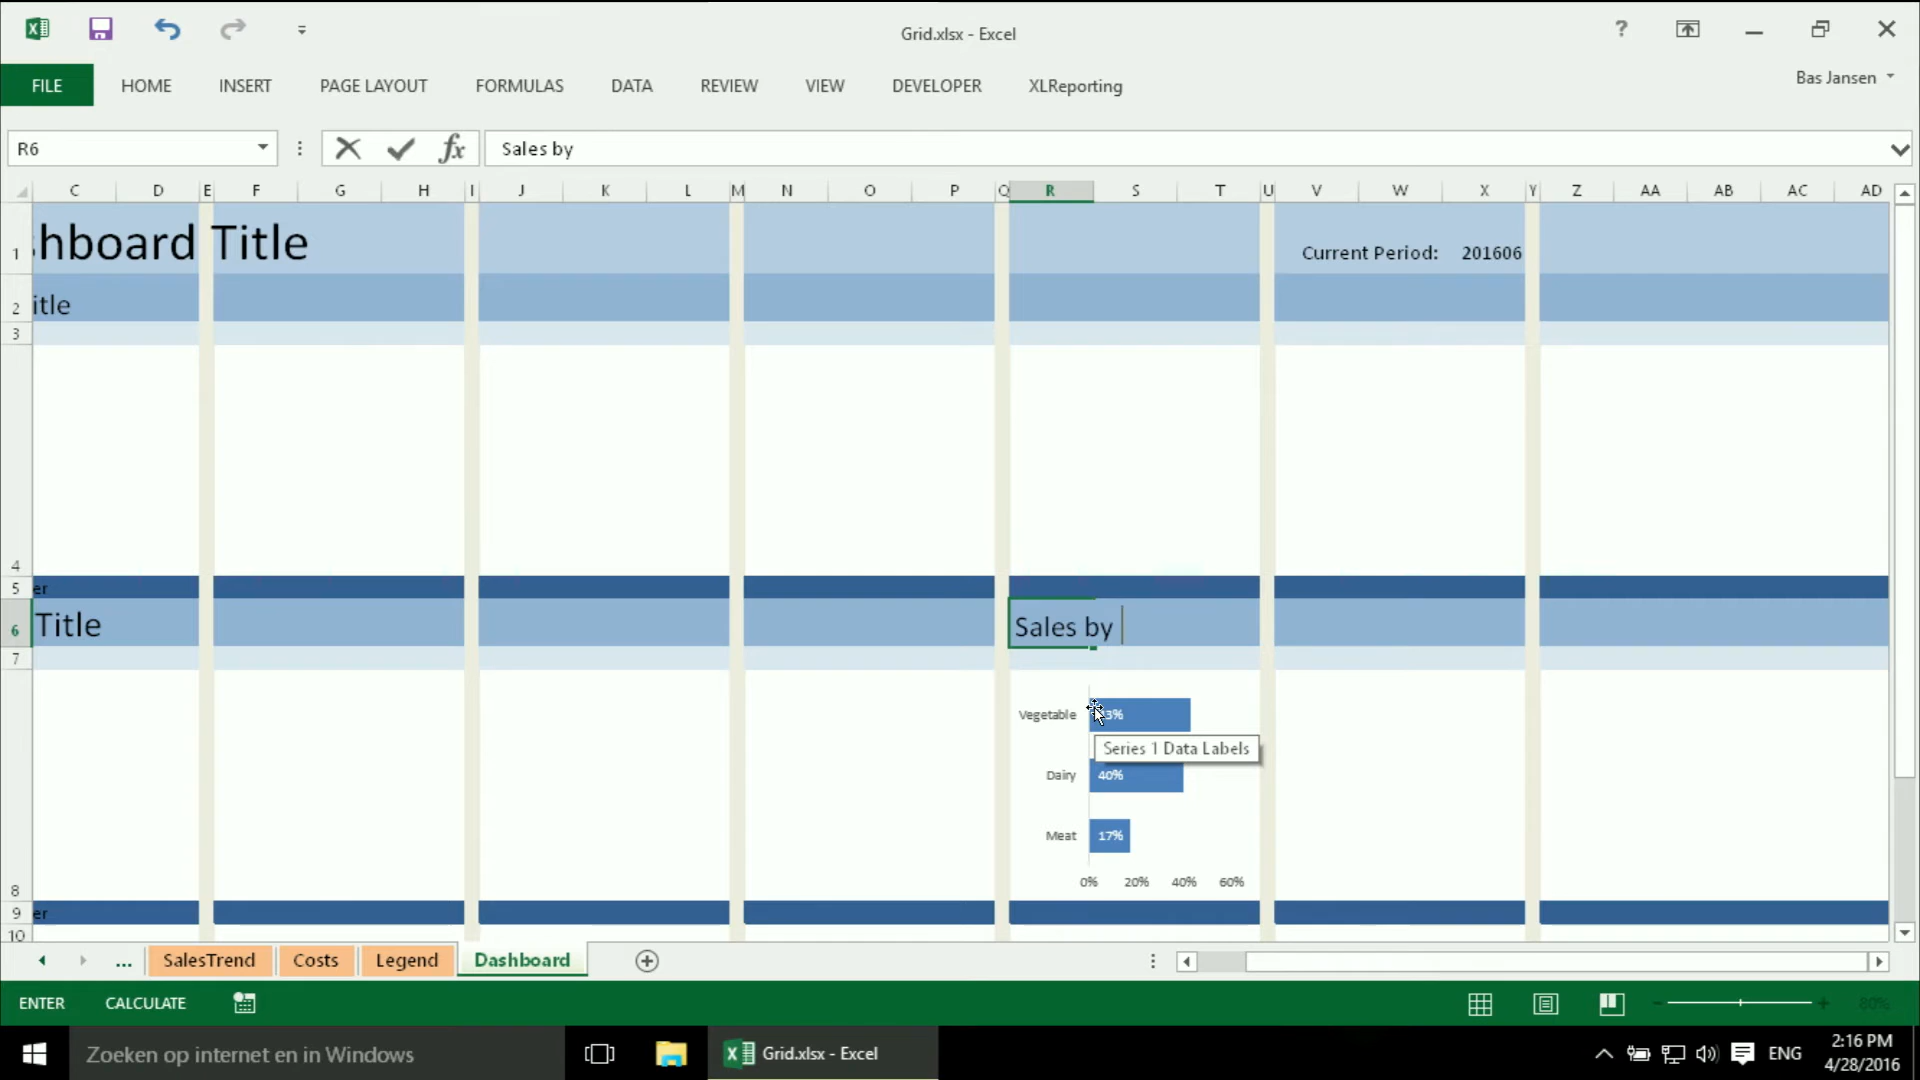 Grid.xlsx - Excel
?
FILE HOME INSERT PAGE LAYOUT FORMULAS DATA REVIEW VIEW DEVELOPER XLReporting
Bas Jansen
R6
fx
Sales by
C D E F G H I J K L M N O P Q R S T U V W X Y Z AA AB AC AD
1
hboard Title
Current Period: 201606
2
itle
3
4
5
er
6
Title
Sales by
7
Vegetable
3%
Series 1 Data Labels
Dairy
40%
Meat
17%
0% 20% 40% 60%
8
9
er
10
... SalesTrend Costs Legend Dashboard
ENTER CALCULATE
80%
Zoeken op internet en in Windows
Grid.xlsx - Excel
ENG
2:16 PM
4/28/2016